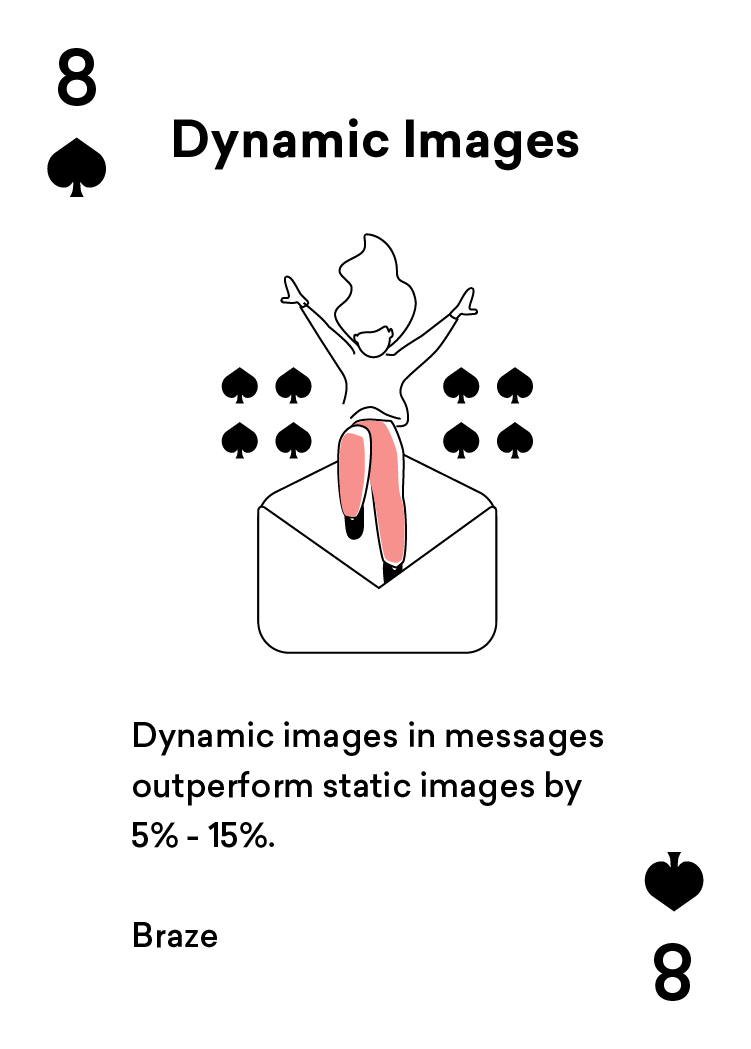 8
Dynamic Images
Dynamic images in messages
outperform static images by
5% - 15%.
Braze
8